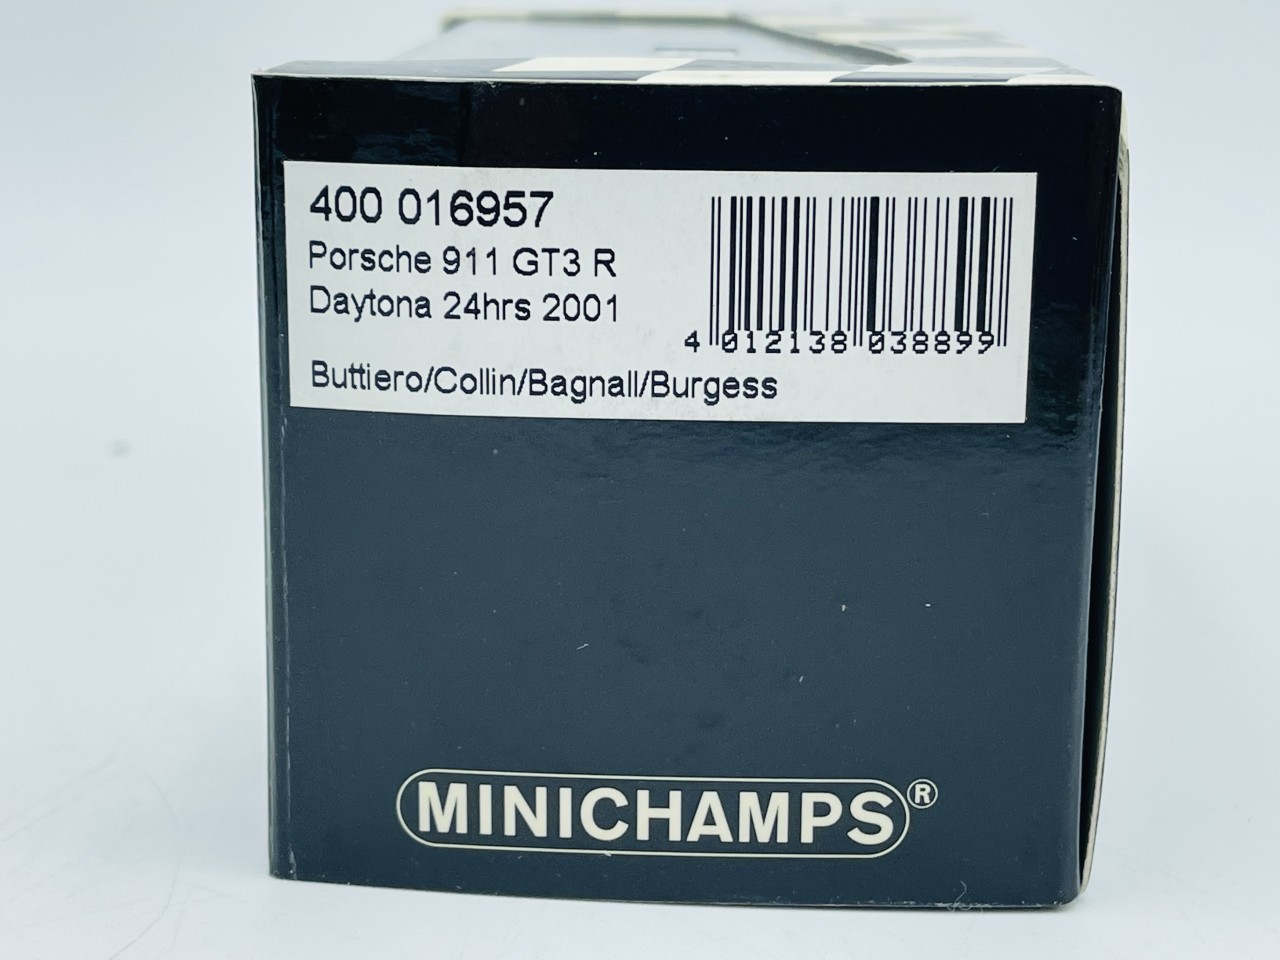 400 016957
Porsche 911 GT3 R
Daytona 24hrs 2001
4 012138 038899
Buttiero/Collin/Bagnall/Burgess
MINICHAMPS®